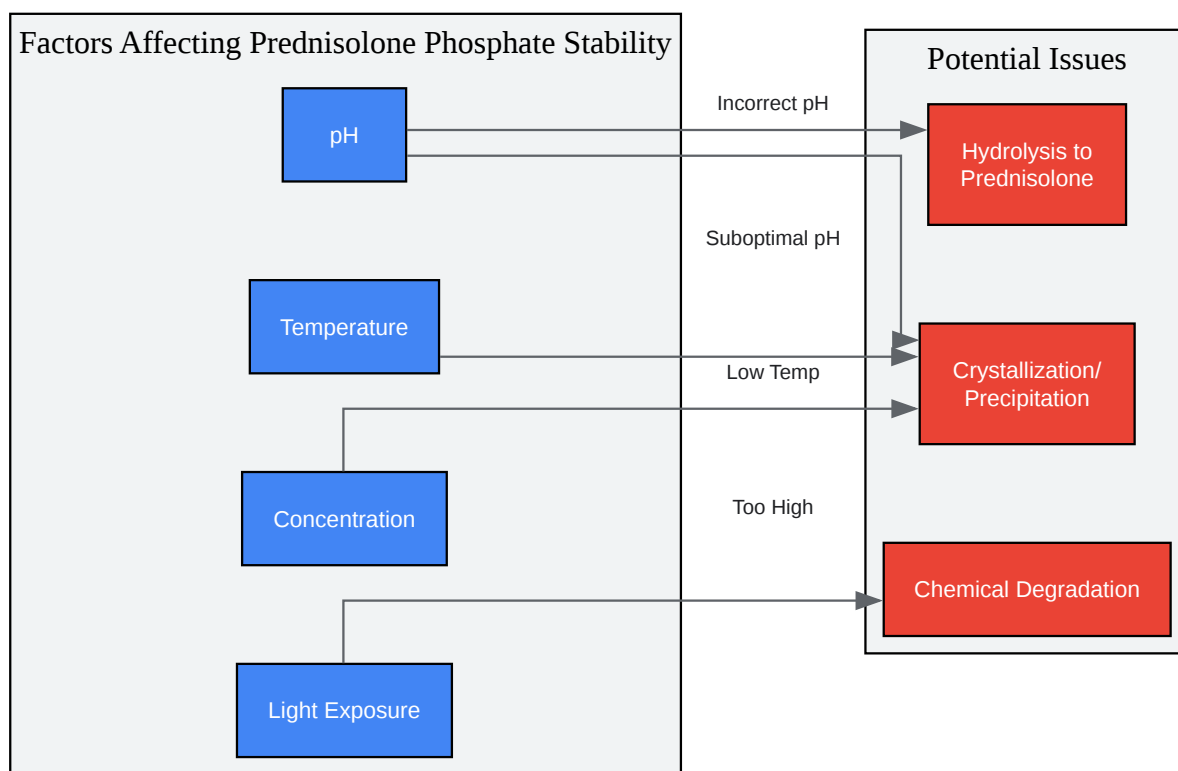 Factors Affecting Prednisolone Phosphate Stability
Potential Issues
pH
Incorrect pH
Hydrolysis to
Prednisolone
Suboptimal pH
Temperature
Low Temp
Crystallization/
Precipitation
Concentration
Too High
Chemical Degradation
Light Exposure